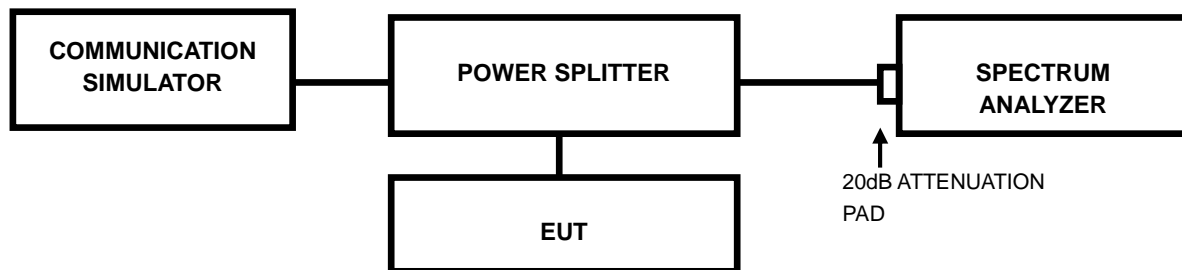 COMMUNICATION
SIMULATOR
POWER SPLITTER
SPECTRUM
ANALYZER
20dB ATTENUATION
PAD
EUT